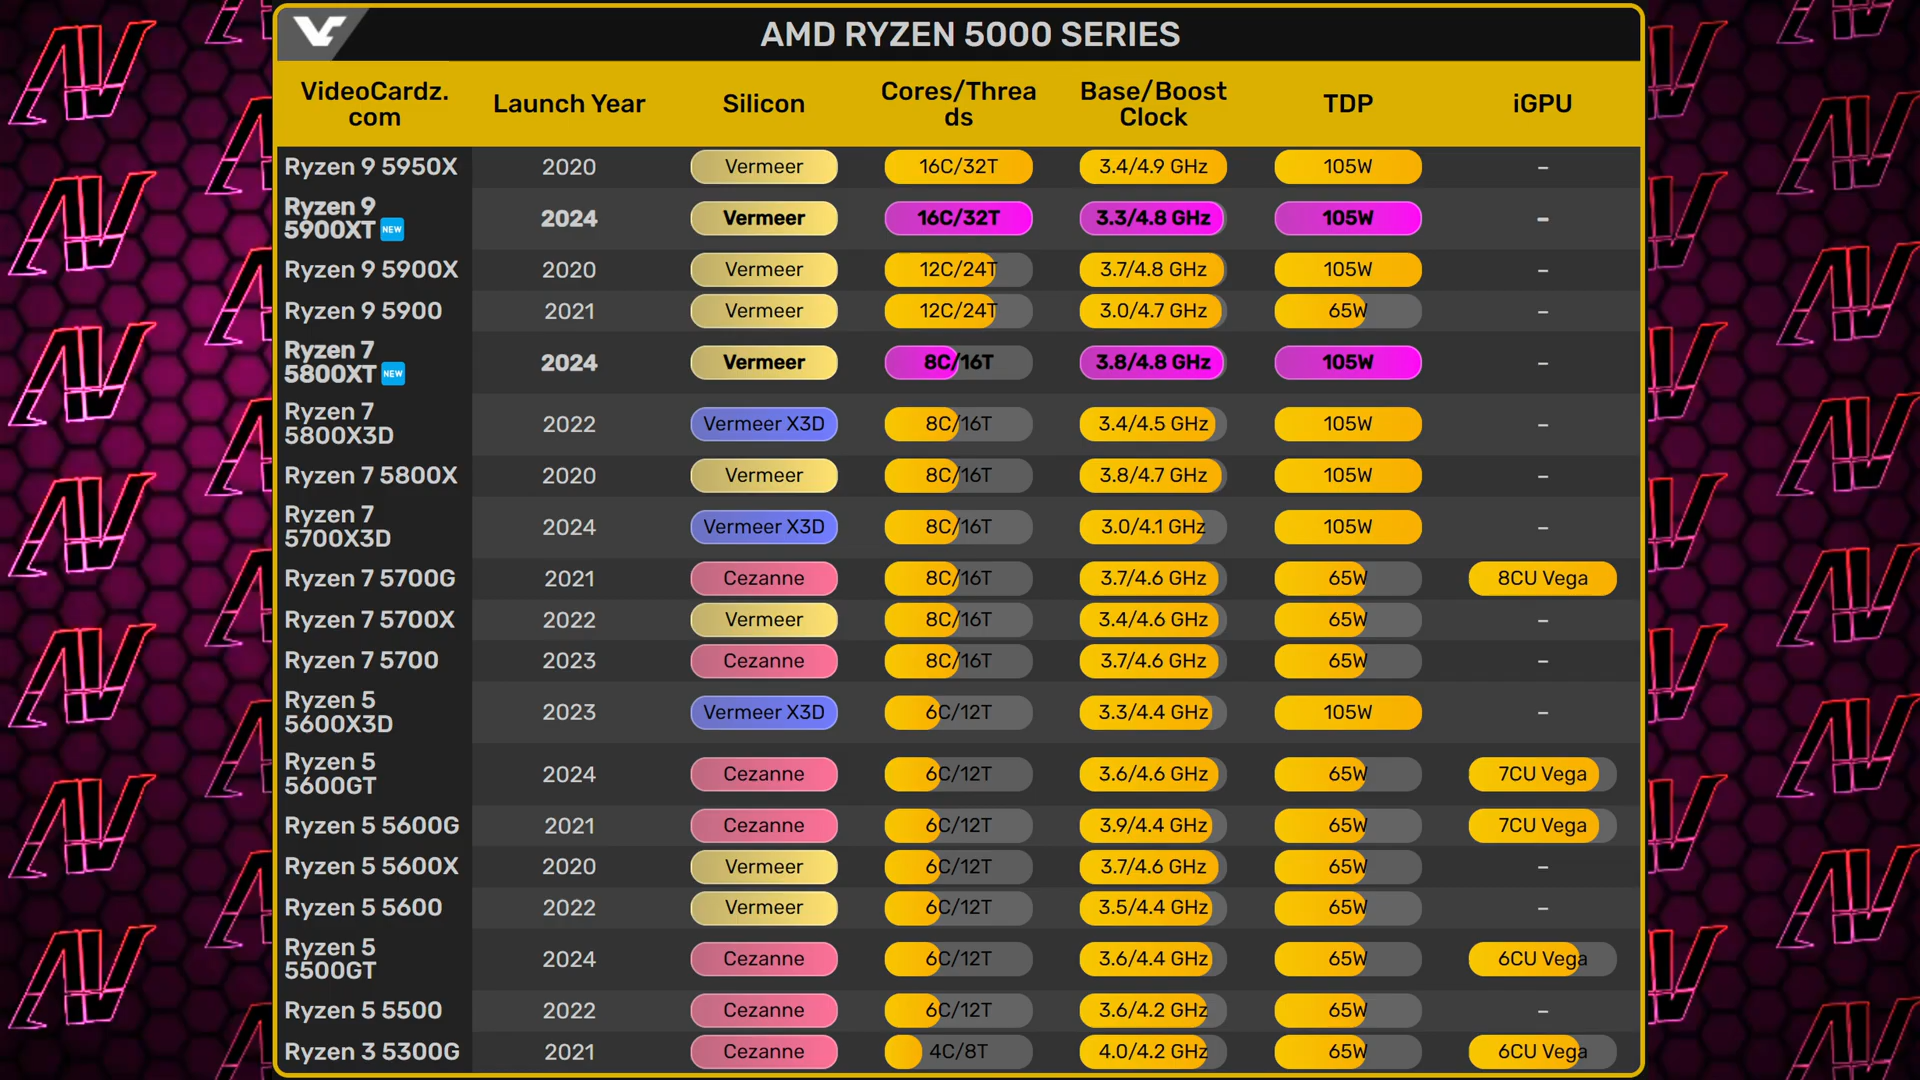 AMD RYZEN 5000 SERIES
VideoCardz.
com
Launch Year
Silicon
Cores/Threa
ds
Base/Boost
Clock
TDP
iGPU
Ryzen 9 5950X 2020 Vermeer 16C/32T 3.4/4.9 GHz 105W –
Ryzen 9
5900XT NEW 2024 Vermeer 16C/32T 3.3/4.8 GHz 105W –
Ryzen 9 5900X 2020 Vermeer 12C/24T 3.7/4.8 GHz 105W –
Ryzen 9 5900 2021 Vermeer 12C/24T 3.0/4.7 GHz 65W –
Ryzen 7
5800XT NEW 2024 Vermeer 8C/16T 3.8/4.8 GHz 105W –
Ryzen 7
5800X3D 2022 Vermeer X3D 8C/16T 3.4/4.5 GHz 105W –
Ryzen 7 5800X 2020 Vermeer 8C/16T 3.8/4.7 GHz 105W –
Ryzen 7
5700X3D 2024 Vermeer X3D 8C/16T 3.0/4.1 GHz 105W –
Ryzen 7 5700G 2021 Cezanne 8C/16T 3.7/4.6 GHz 65W 8CU Vega
Ryzen 7 5700X 2022 Vermeer 8C/16T 3.4/4.6 GHz 65W –
Ryzen 7 5700 2023 Cezanne 8C/16T 3.7/4.6 GHz 65W –
Ryzen 5
5600X3D 2023 Vermeer X3D 6C/12T 3.3/4.4 GHz 105W –
Ryzen 5
5600GT 2024 Cezanne 6C/12T 3.6/4.6 GHz 65W 7CU Vega
Ryzen 5 5600G 2021 Cezanne 6C/12T 3.9/4.4 GHz 65W 7CU Vega
Ryzen 5 5600X 2020 Vermeer 6C/12T 3.7/4.6 GHz 65W –
Ryzen 5 5600 2022 Vermeer 6C/12T 3.5/4.4 GHz 65W –
Ryzen 5
5500GT 2024 Cezanne 6C/12T 3.6/4.4 GHz 65W 6CU Vega
Ryzen 5 5500 2022 Cezanne 6C/12T 3.6/4.2 GHz 65W –
Ryzen 3 5300G 2021 Cezanne 4C/8T 4.0/4.2 GHz 65W 6CU Vega